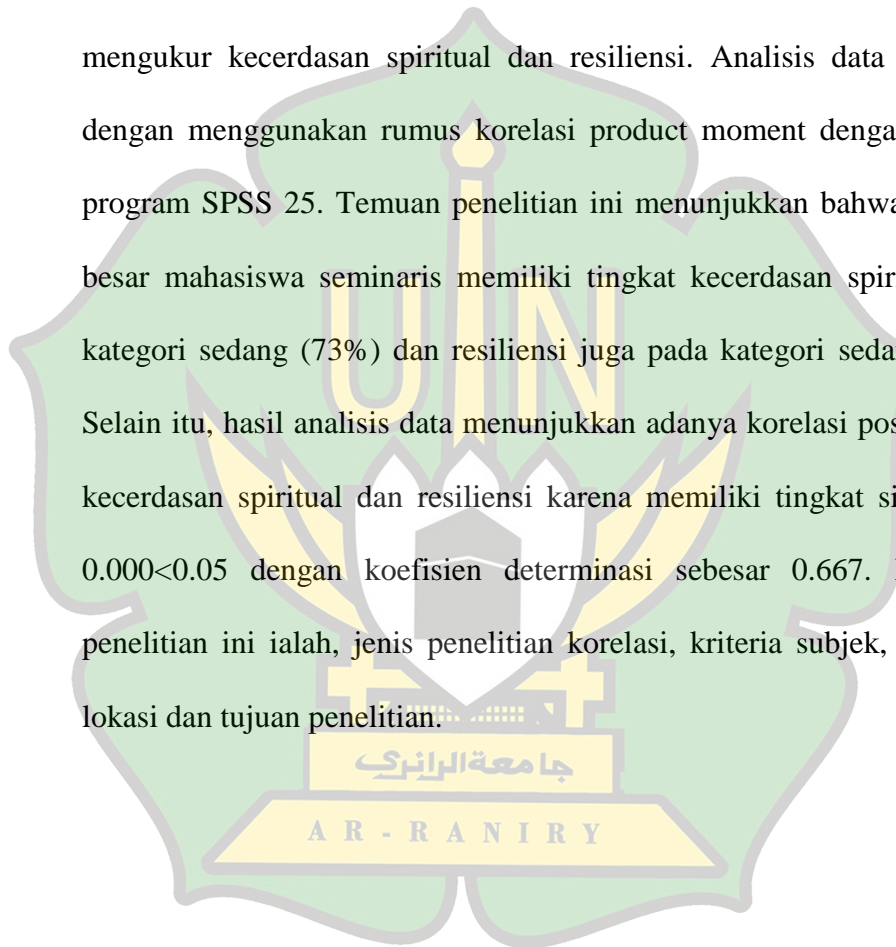 mengukur kecerdasan spiritual dan resiliensi. Analisis data
dengan menggunakan rumus korelasi product moment denga
program SPSS 25. Temuan penelitian ini menunjukkan bahwa
besar mahasiswa seminaris memiliki tingkat kecerdasan spir
kategori sedang (73%) dan resiliensi juga pada kategori seda
Selain itu, hasil analisis data menunjukkan adanya korelasi pos
kecerdasan spiritual dan resiliensi karena memiliki tingkat si
0.000<0.05 dengan koefisien determinasi sebesar 0.667.
penelitian ini ialah, jenis penelitian korelasi, kriteria subjek,
lokasi dan tujuan penelitian.
UIN
جامعة الرانري
AR-RANIRY